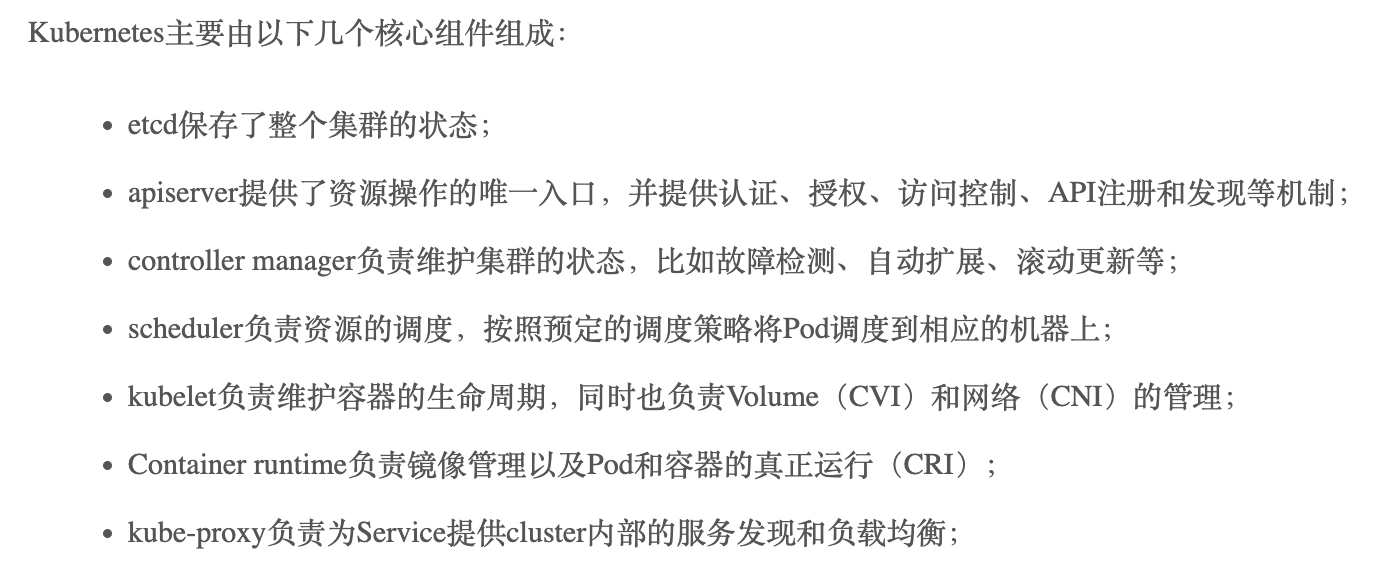 Kubernetes主要由以下几个核心组件组成：
• etcd保存了整个集群的状态；
• apiserver提供了资源操作的唯一入口，并提供认证、授权、访问控制、API注册和发现等机制；
• controller manager负责维护集群的状态，比如故障检测、自动扩展、滚动更新等；
• scheduler负责资源的调度，按照预定的调度策略将Pod调度到相应的机器上；
• kubelet负责维护容器的生命周期，同时也负责Volume（CVI）和网络（CNI）的管理；
• Container runtime负责镜像管理以及Pod和容器的真正运行（CRI）；
• kube-proxy负责为Service提供cluster内部的服务发现和负载均衡；